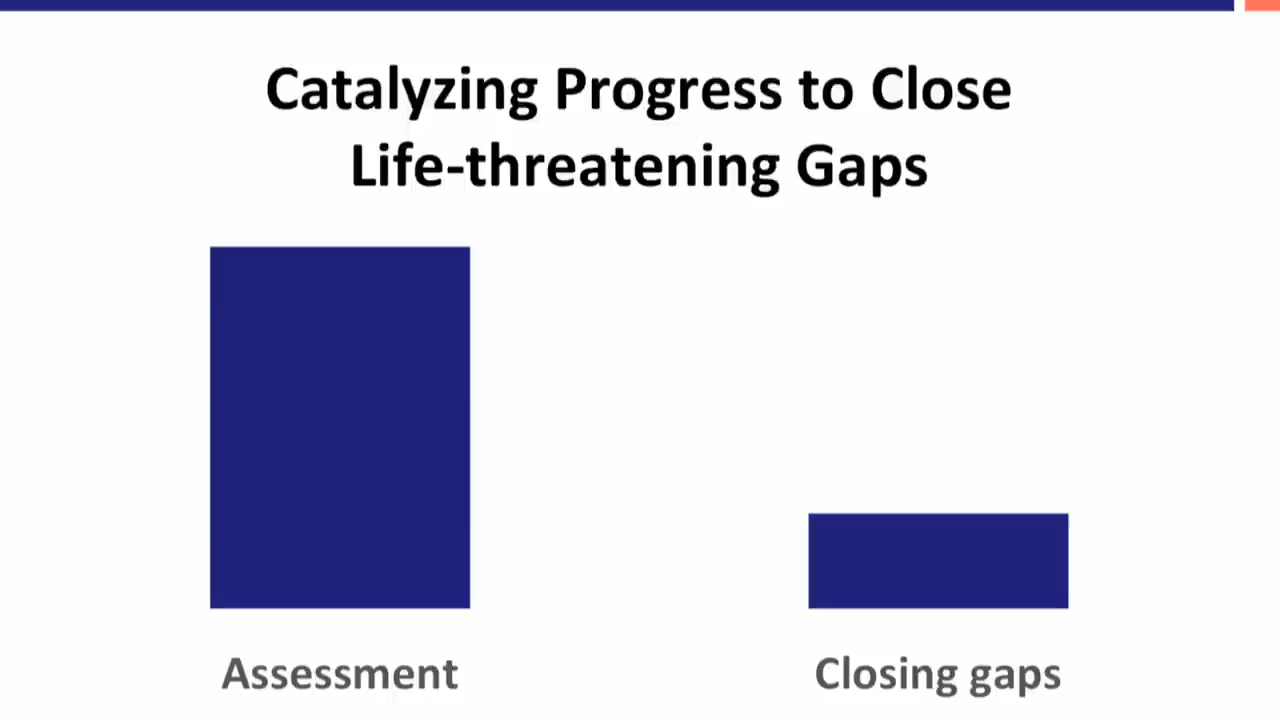 Catalyzing Progress to Close
Life-threatening Gaps
Assessment
Closing gaps